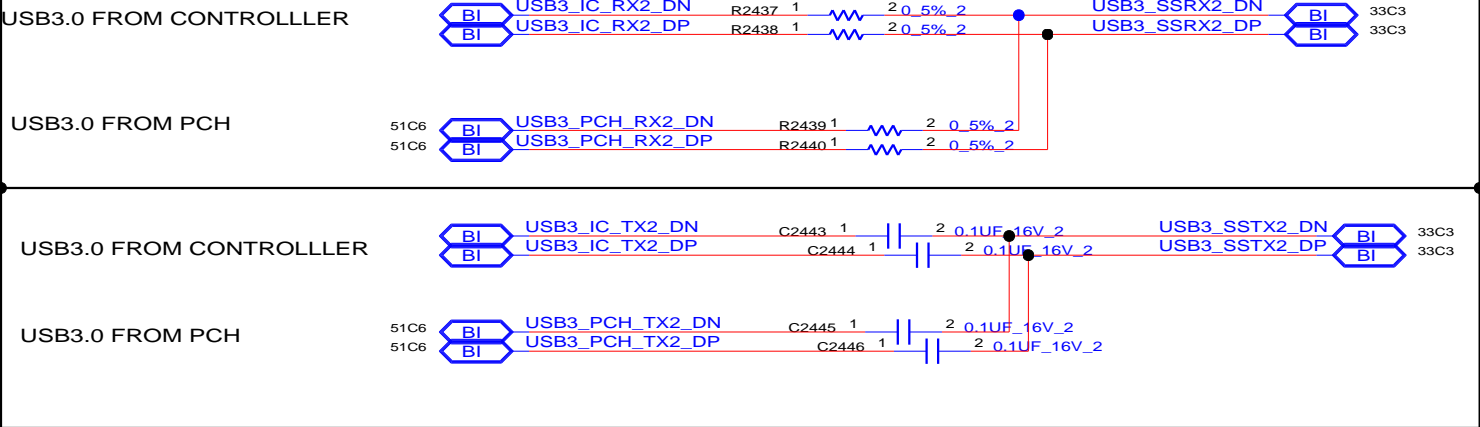 USB3.0 FROM CONTROLLLER
BI USB3_IC_RX2_DN R2437 1 2 0_5%_2 USB3_SSRX2_DN BI 33C3
BI USB3_IC_RX2_DP R2438 1 2 0_5%_2 USB3_SSRX2_DP BI 33C3
USB3.0 FROM PCH
51C6 BI USB3_PCH_RX2_DN R2439 1 2 0_5%_2
51C6 BI USB3_PCH_RX2_DP R2440 1 2 0_5%_2
USB3.0 FROM CONTROLLLER
BI USB3_IC_TX2_DN C2443 1 2 0.1UF_16V_2 USB3_SSTX2_DN BI 33C3
BI USB3_IC_TX2_DP C2444 1 2 0.1UF_16V_2 USB3_SSTX2_DP BI 33C3
USB3.0 FROM PCH
51C6 BI USB3_PCH_TX2_DN C2445 1 2 0.1UF_16V_2
51C6 BI USB3_PCH_TX2_DP C2446 1 2 0.1UF_16V_2